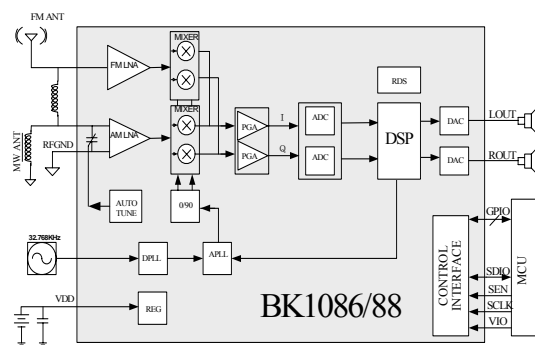 FM ANT
MIXER
FM LNA
RDS
MIXER
MW ANT
RFGND
AM LNA
PGA
PGA
I
Q
ADC
ADC
DSP
DAC
DAC
LOUT
ROUT
AUTO
TUNE
0/90
GPIO
32.768KHz
DPLL
APLL
CONTROL
INTERFACE
SDIO
SEN
SCLK
VIO
MCU
VDD
REG
BK1086/88